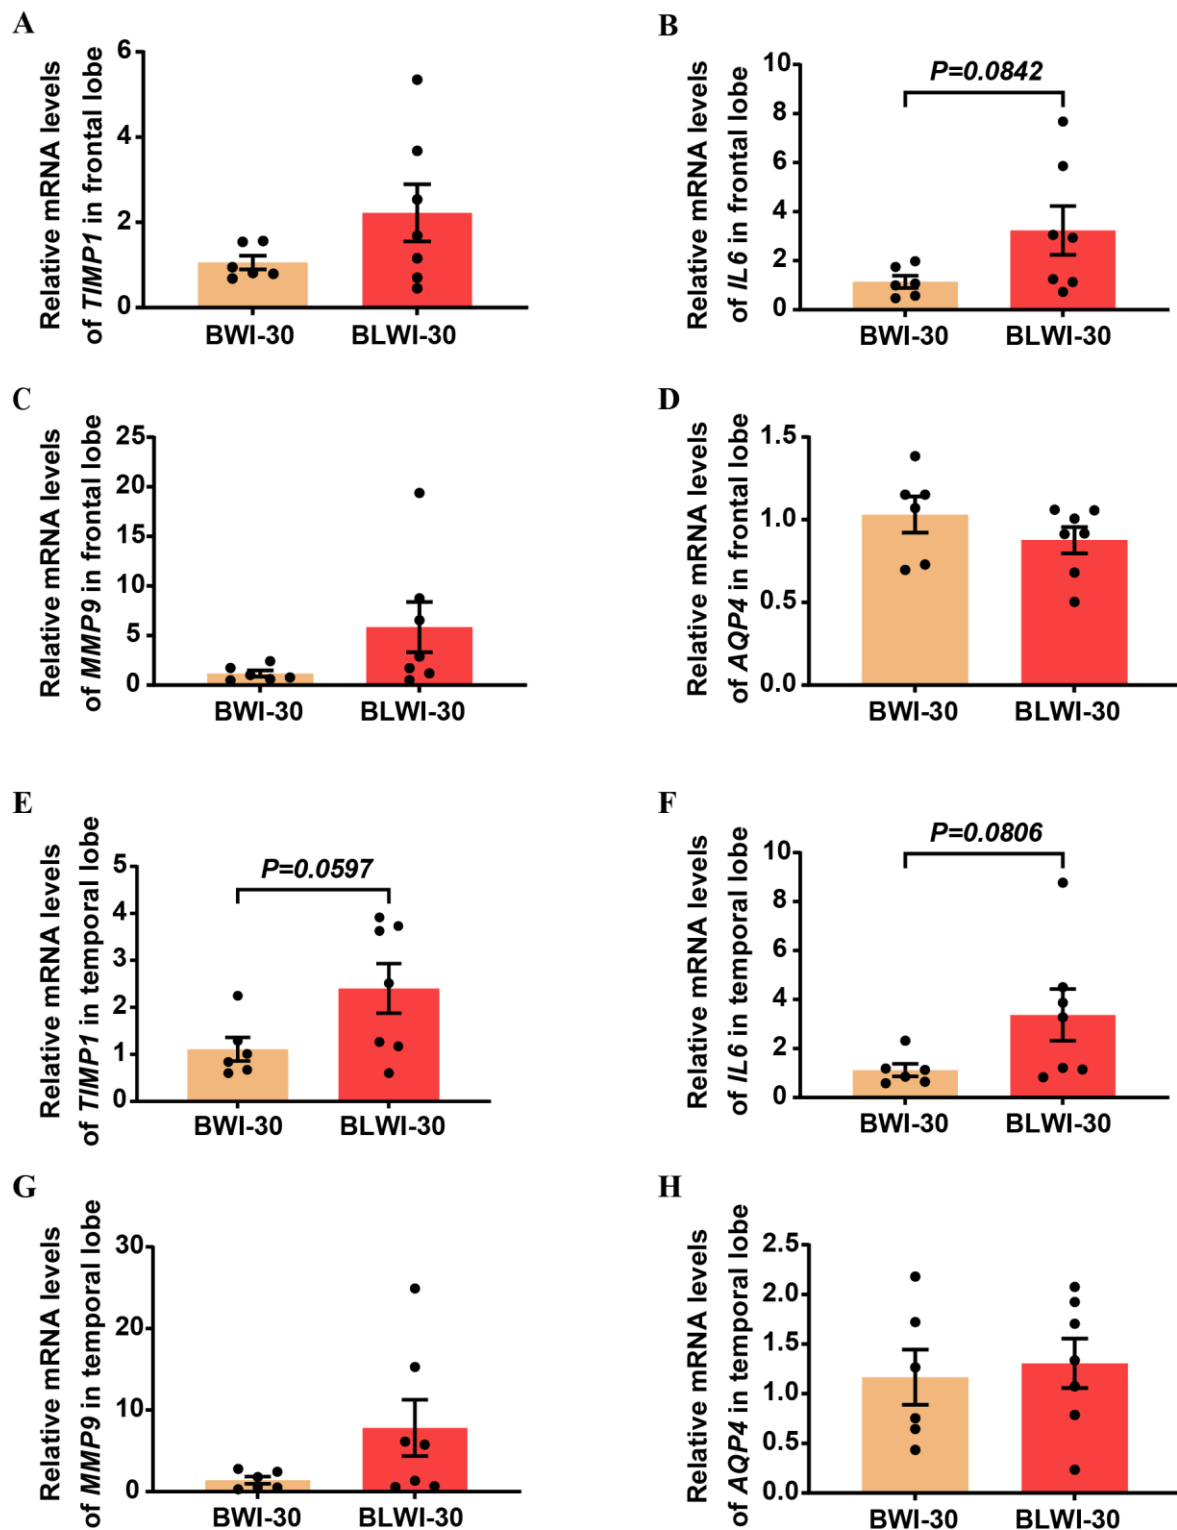 A
Relative mRNA levels
of TIMP1 in frontal lobe
6
4
2
0
BWI-30
BLWI-30
B
Relative mRNA levels
of IL6 in frontal lobe
10
8
6
4
2
0
P=0.0842
BWI-30
BLWI-30
C
Relative mRNA levels
of MMP9 in frontal lobe
25
20
15
10
5
0
BWI-30
BLWI-30
D
Relative mRNA levels
of AQP4 in frontal lobe
1.5
1.0
0.5
0.0
BWI-30
BLWI-30
E
Relative mRNA levels
of TIMP1 in temporal lobe
5
4
3
2
1
0
P=0.0597
BWI-30
BLWI-30
F
Relative mRNA levels
of IL6 in temporal lobe
10
8
6
4
2
0
P=0.0806
BWI-30
BLWI-30
G
Relative mRNA levels
of MMP9 in temporal lobe
30
20
10
0
BWI-30
BLWI-30
H
Relative mRNA levels
of AQP4 in temporal lobe
2.5
2.0
1.5
1.0
0.5
0.0
BWI-30
BLWI-30